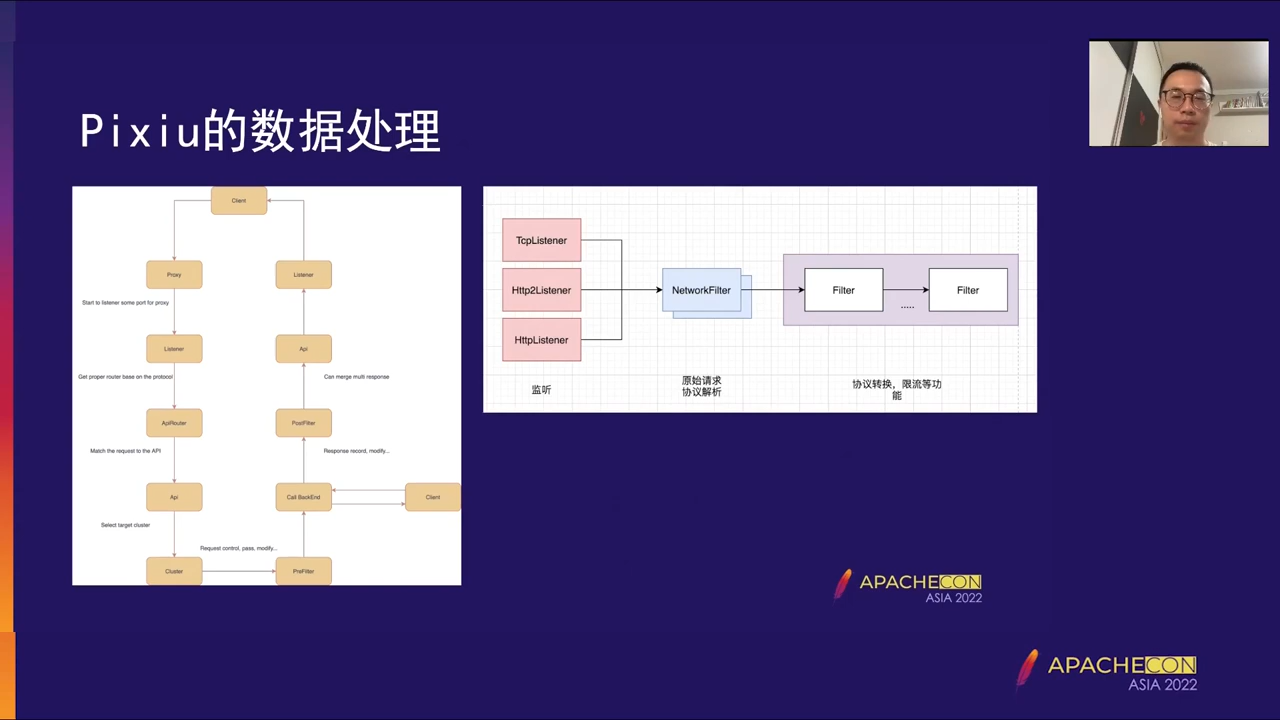 Pixiu的数据处理
Client
Proxy
Listener
Start to listener some port for proxy
Listener
Api
Get proper router base on the protocol
Can merge multi response
ApiRouter
PostFilter
Match the request to the API
Response record, modify...
Api
Call BackEnd
Client
Select target cluster
Request control, pass, modify...
Cluster
PreFilter
TcpListener
Http2Listener
HttpListener
NetworkFilter
Filter
.....
Filter
监听
原始请求
协议解析
协议转换，限流等功
能
APACHECON
ASIA 2022
APACHECON
ASIA 2022